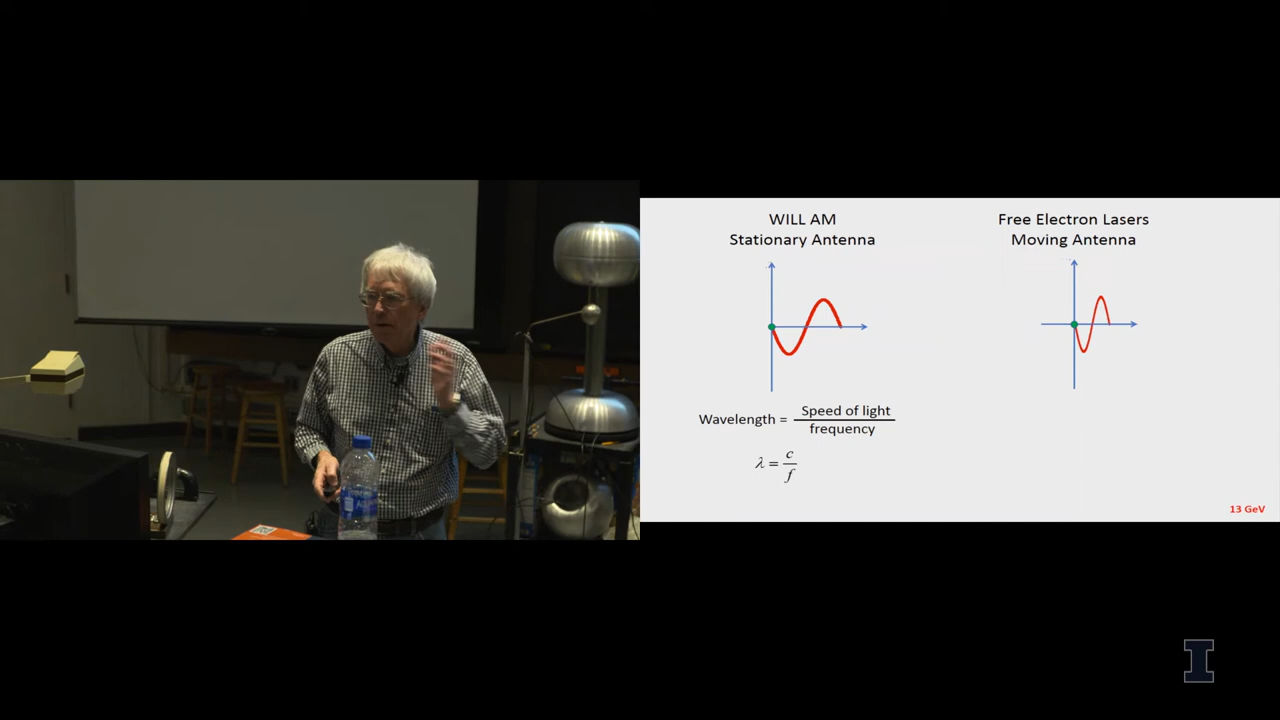 WILL AM
Stationary Antenna
Free Electron Lasers
Moving Antenna
Wavelength = Speed of light
frequency
λ = c
f
13 GeV
I